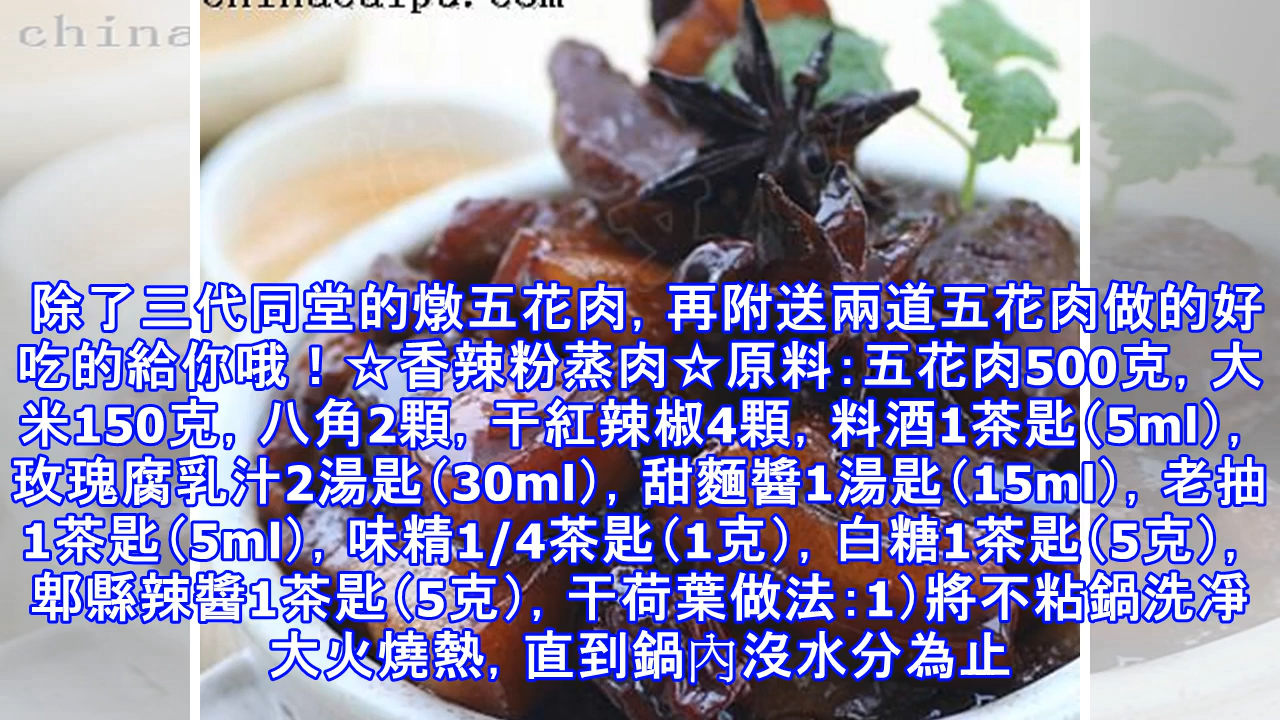 chinacaipu.com
china
除了三代同堂的燉五花肉，再附送兩道五花肉做的好
吃的給你哦！☆香辣粉蒸肉☆原料：五花肉500克，大
米150克，八角2顆，干紅辣椒4顆，料酒1茶匙（5ml），
玫瑰腐乳汁2湯匙（30ml），甜麵醬1湯匙（15ml），老抽
1茶匙（5ml），味精1/4茶匙（1克），白糖1茶匙（5克），
郫縣辣醬1茶匙（5克），干荷葉做法：1）將不粘鍋洗凈
大火燒熱，直到鍋內沒水分為止